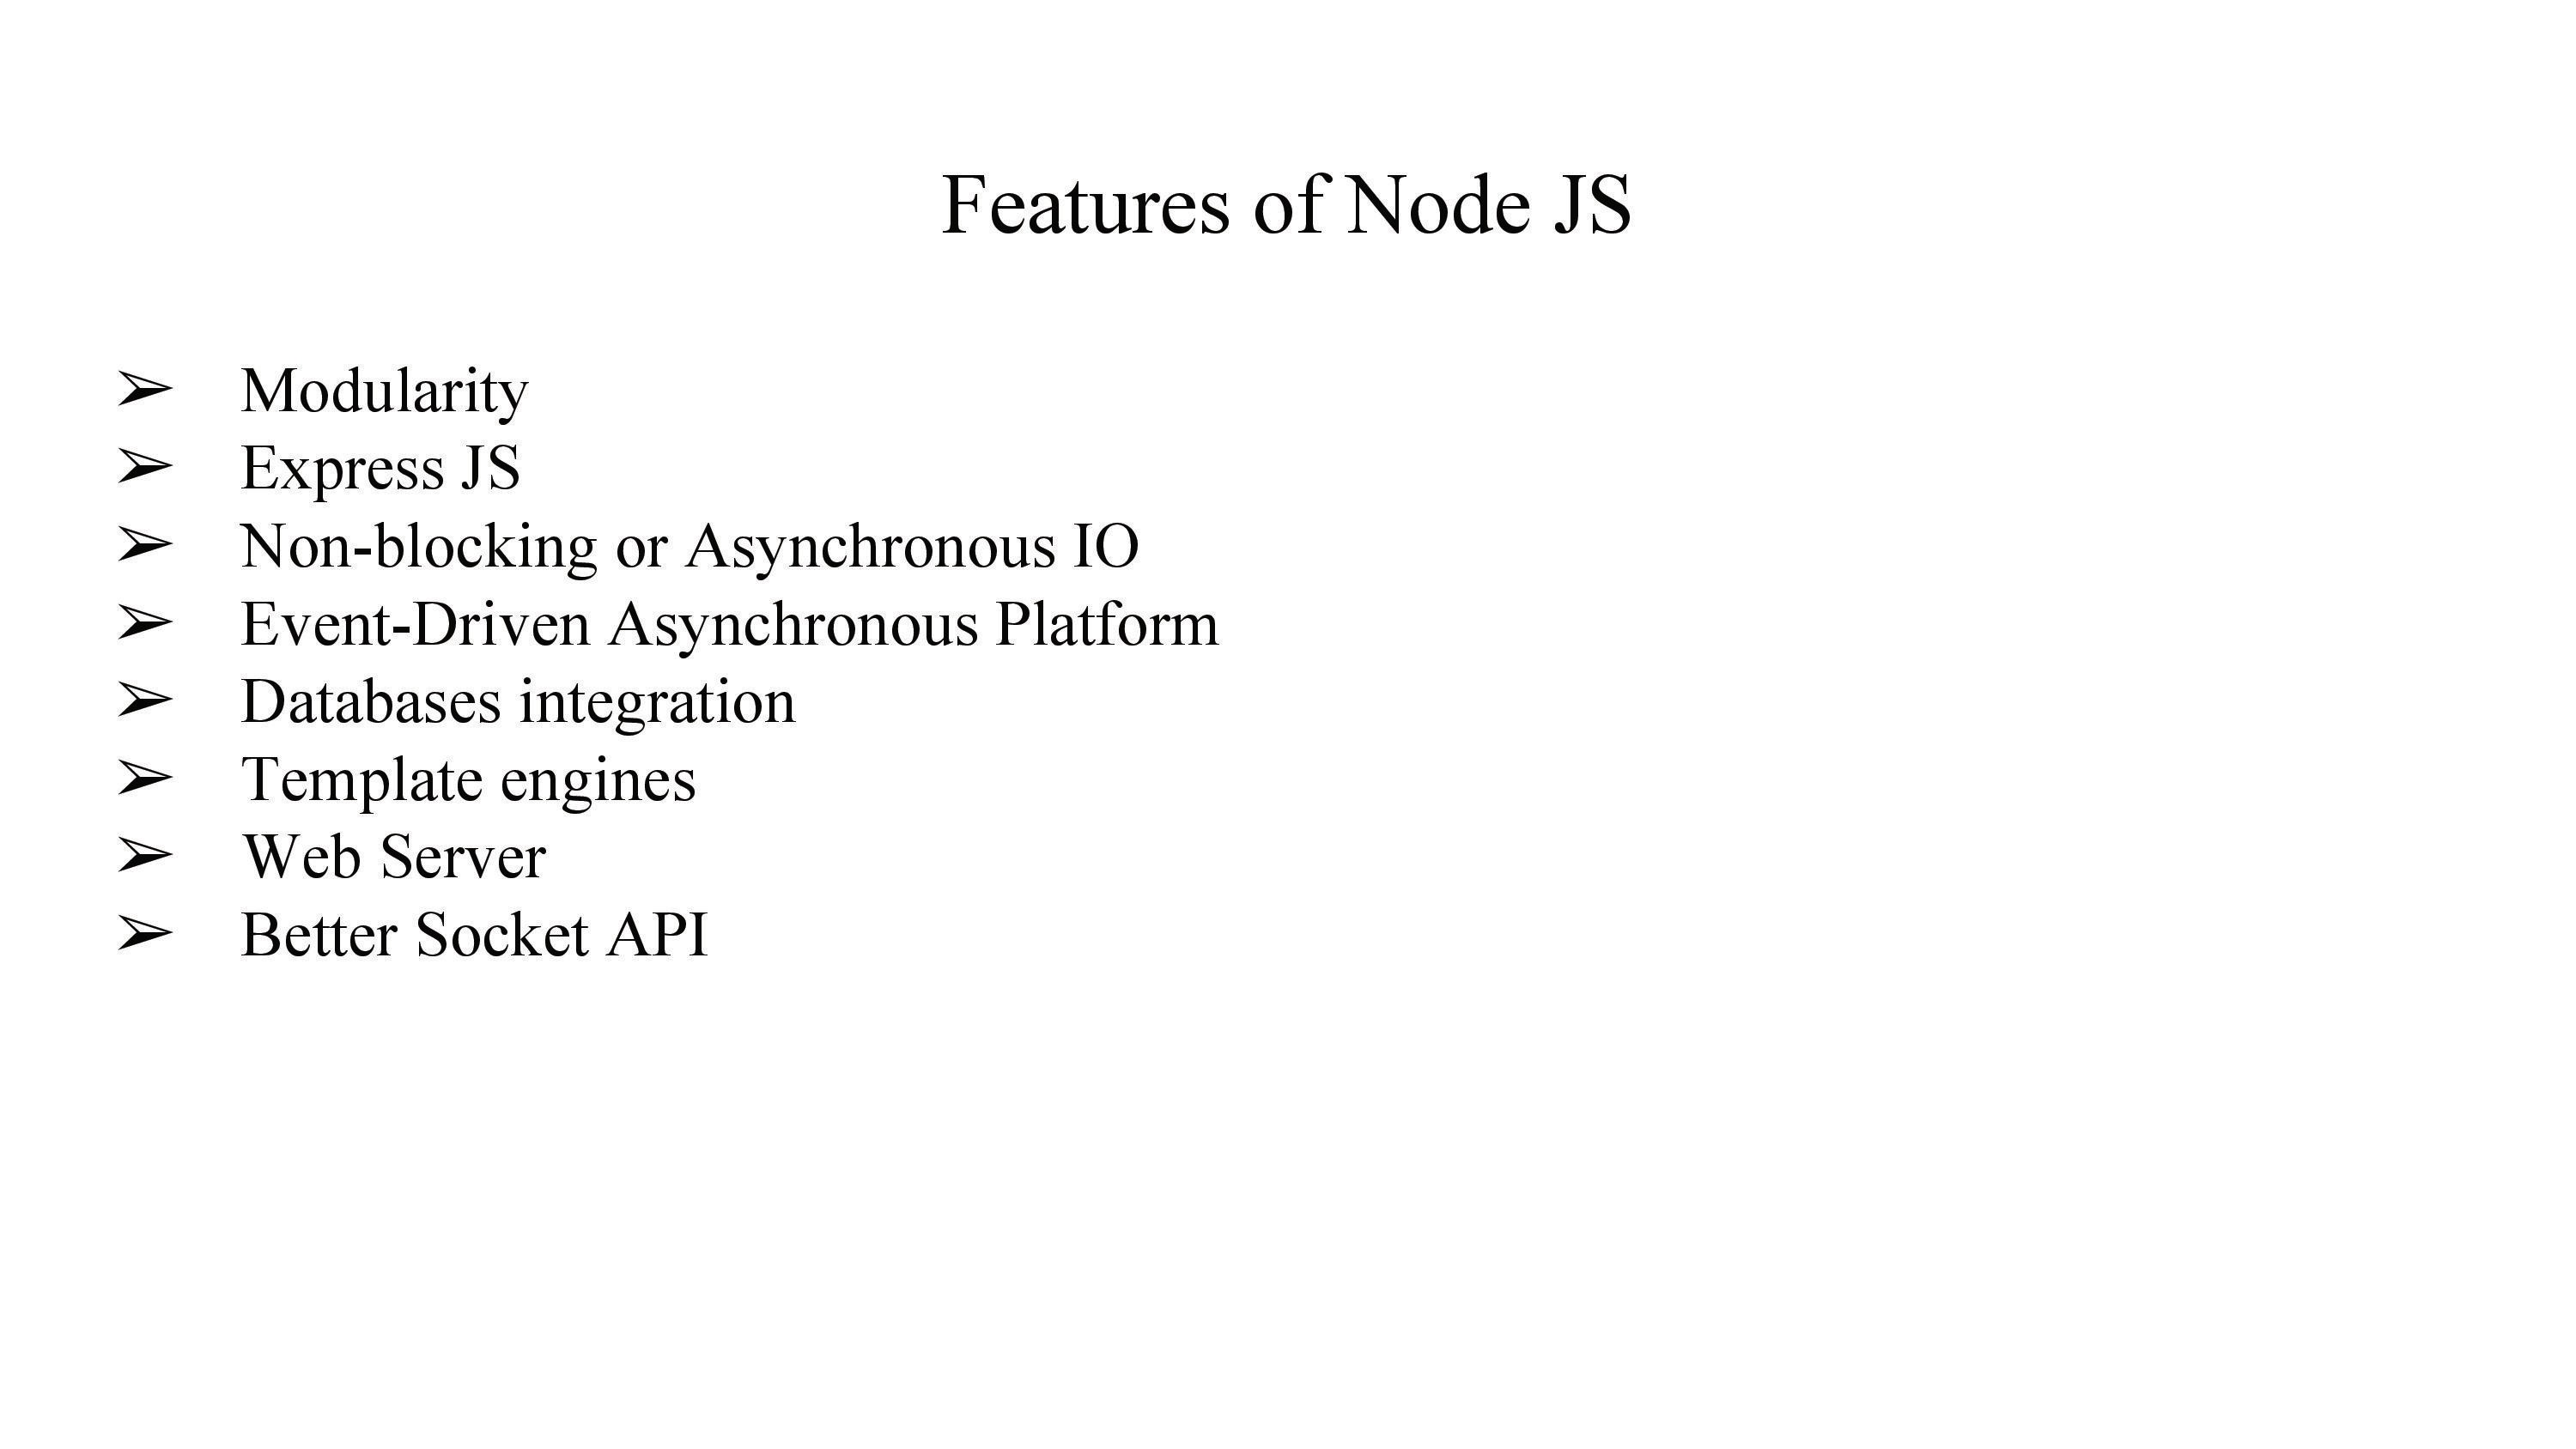 Features of Node JS
➢ Modularity
➢ Express JS
➢ Non-blocking or Asynchronous IO
➢ Event-Driven Asynchronous Platform
➢ Databases integration
➢ Template engines
➢ Web Server
➢ Better Socket API